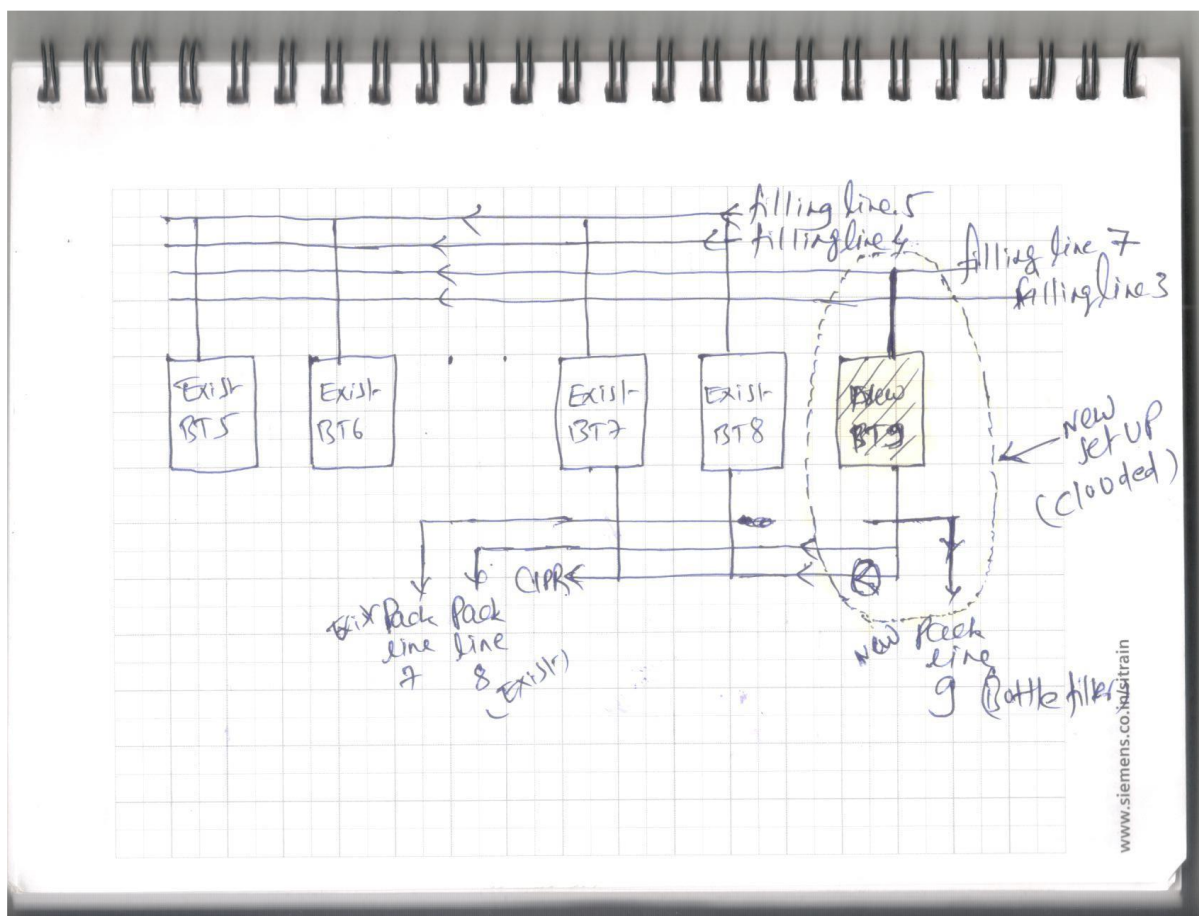 filling line 5
filling line 4
filling line 7
filling line 3
Exist
BT5
Exist
BT6
Exist
BT7
Exist
BT8
New
BT9
New
Set UP
(Clouded)
CIPR
Exist Pack
line
7
Pack
line
8
(Exist)
New Pack
line
9 (Bottle filler)
www.siemens.co.in/sitrain